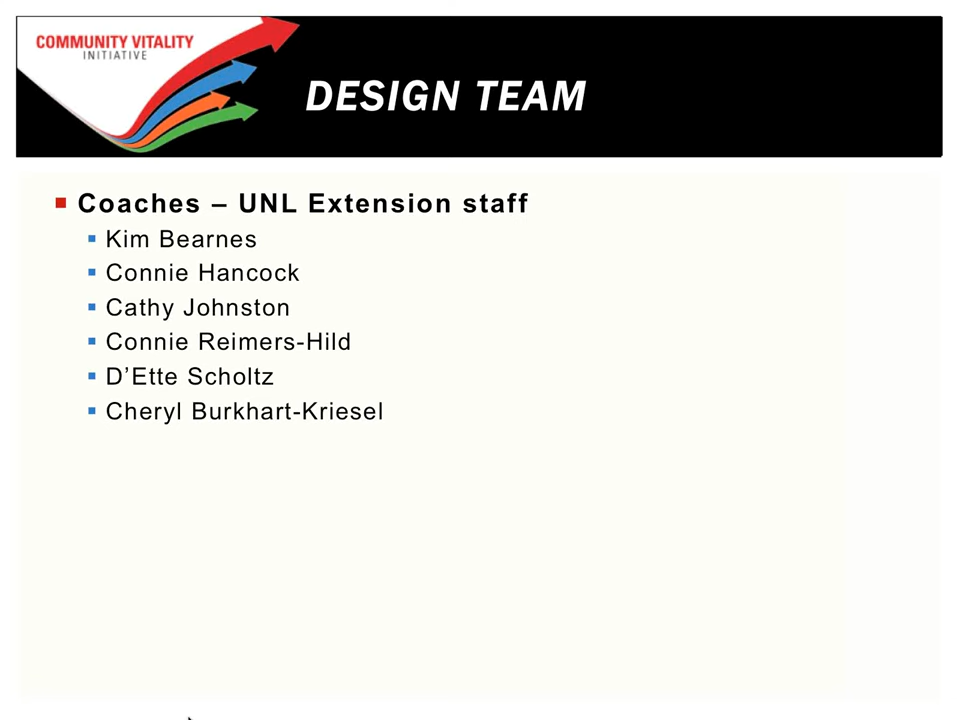 COMMUNITY VITALITY
INITIATIVE
DESIGN TEAM
Coaches – UNL Extension staff
Kim Bearnes
Connie Hancock
Cathy Johnston
Connie Reimers-Hild
D’Ette Scholtz
Cheryl Burkhart-Kriesel